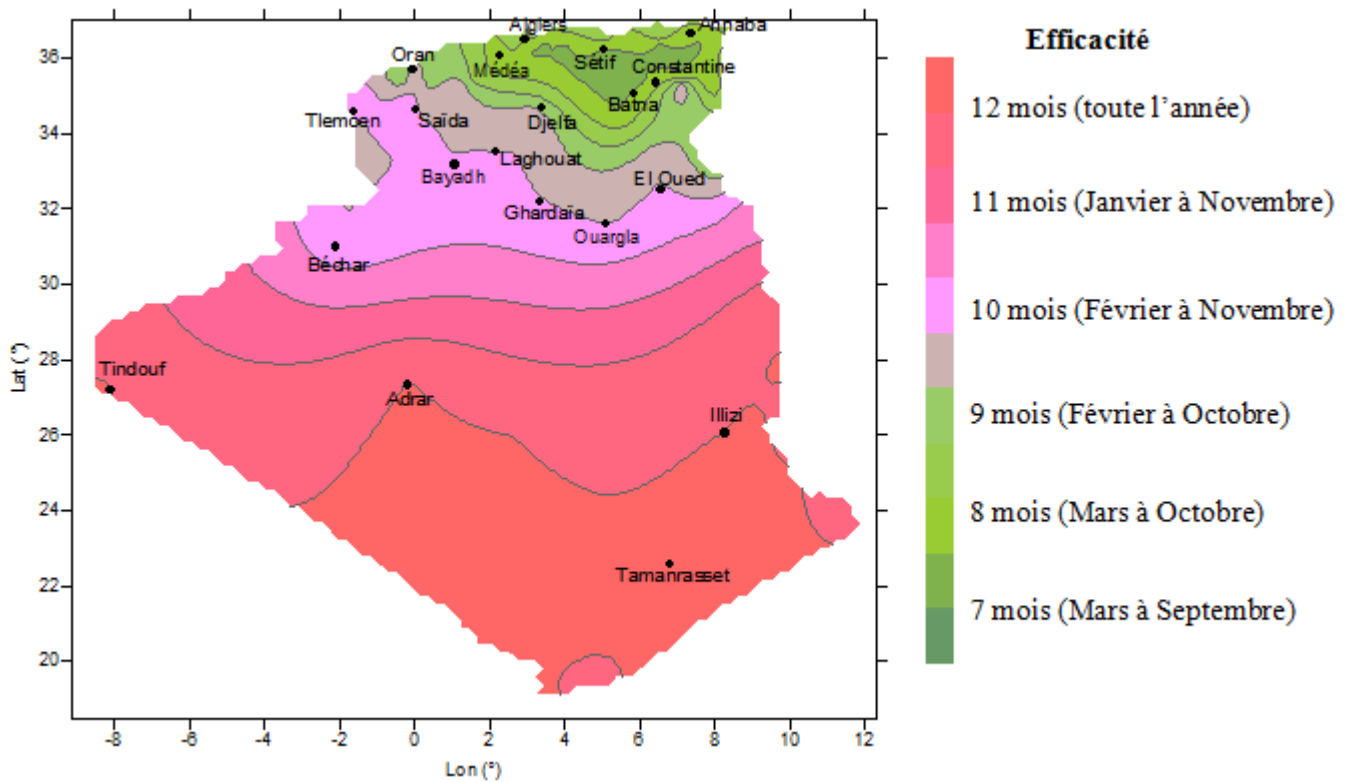 Algiers
Annaba
Oran
Médéa
Sétif
Constantine
Batna
Tlemcen
Saïda
Djelfa
Laghouat
Bayadh
El Oued
Ghardaïa
Ouargla
Béchar
Tindouf
Adrar
Illizi
Tamanrasset
36
34
32
30
28
26
24
22
20
Lat (°)
-8 -6 -4 -2 0 2 4 6 8 10 12
Lon (°)
Efficacité
12 mois (toute l’année)
11 mois (Janvier à Novembre)
10 mois (Février à Novembre)
9 mois (Février à Octobre)
8 mois (Mars à Octobre)
7 mois (Mars à Septembre)